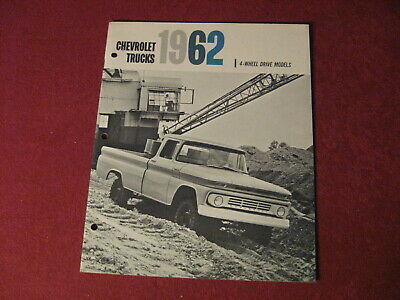 CHEVROLET
TRUCKS
1962
4-WHEEL DRIVE MODELS